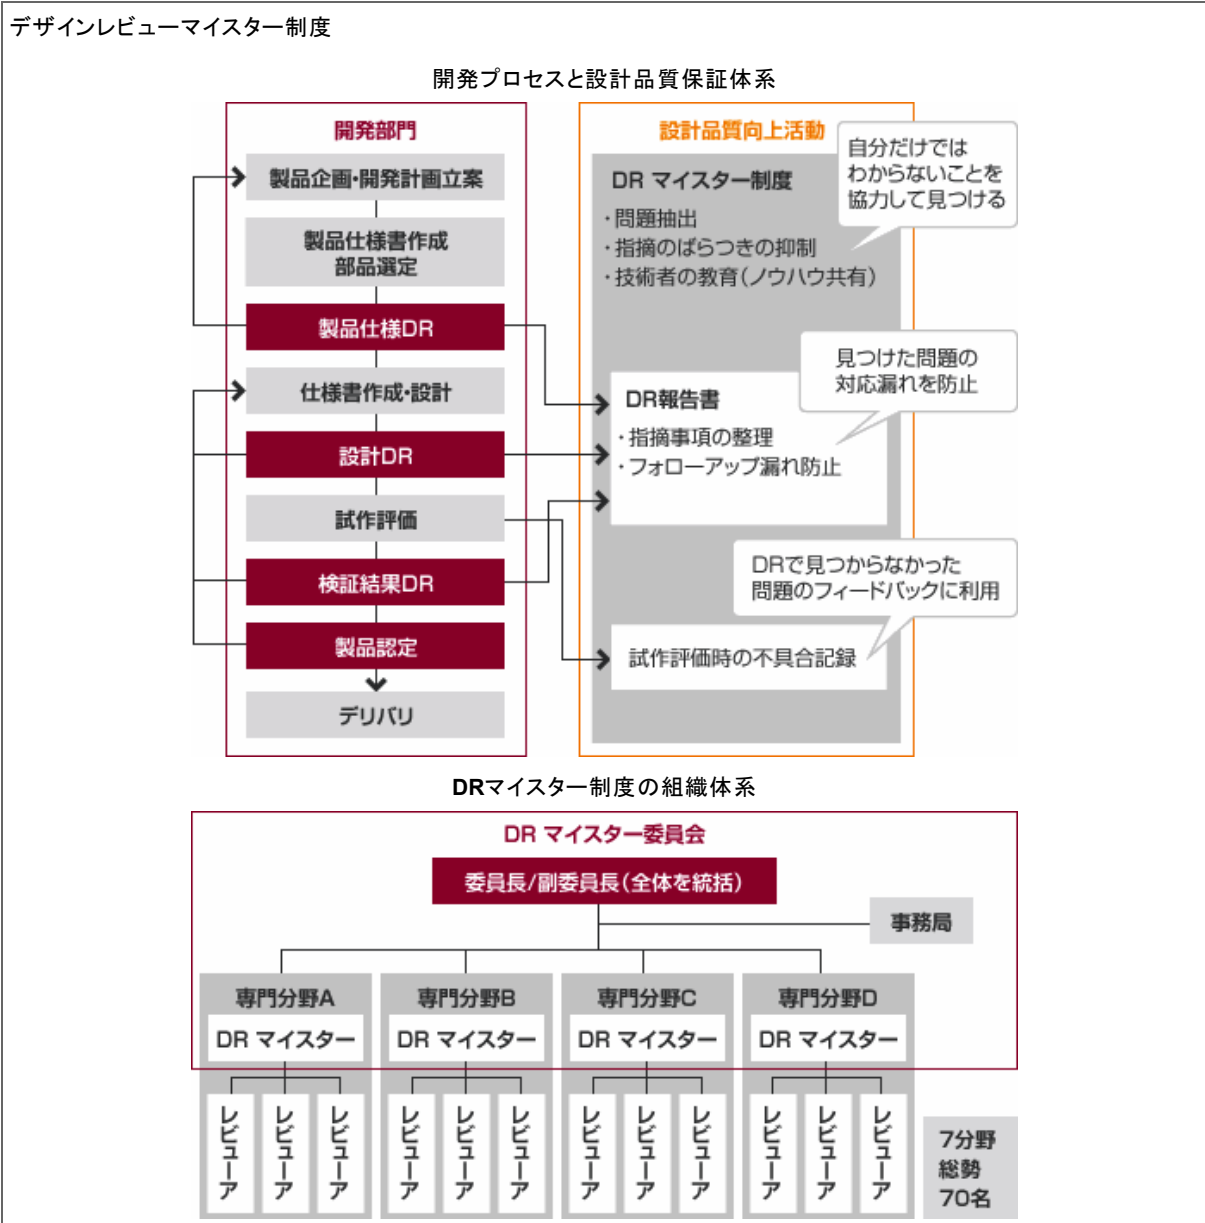 デザインレビューマイスター制度
開発プロセスと設計品質保証体系
開発部門
製品企画・開発計画立案
製品仕様書作成
部品選定
製品仕様DR
仕様書作成・設計
設計DR
試作評価
検証結果DR
製品認定
デリバリ
設計品質向上活動
自分だけでは
わからないことを
協力して見つける
DR マイスター制度
・問題抽出
・指摘のばらつきの抑制
・技術者の教育(ノウハウ共有)
見つけた問題の
対応漏れを防止
DR報告書
・指摘事項の整理
・フォローアップ漏れ防止
DRで見つからなかった
問題のフィードバックに利用
試作評価時の不具合記録
DRマイスター制度の組織体系
DR マイスター委員会
委員長/副委員長(全体を統括)
事務局
専門分野A
DR マイスター
レビューア
レビューア
レビューア
専門分野B
DR マイスター
レビューア
レビューア
レビューア
専門分野C
DR マイスター
レビューア
レビューア
レビューア
専門分野D
DR マイスター
レビューア
レビューア
レビューア
7分野
総勢
70名